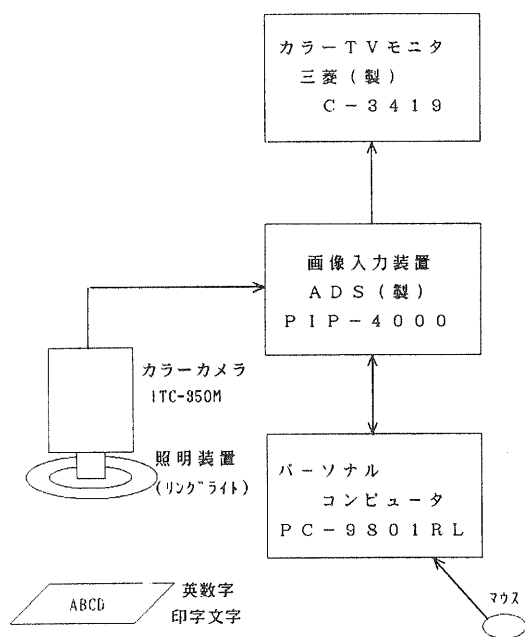 カラーTVモニタ
三菱(製)
C-3419
画像入力装置
ADS(製)
PIP-4000
カラーカメラ
ITC-350M
照明装置
(リングライト)
パーソナル
コンピュータ
PC-9801RL
マウス
ABCD
英数字
印字文字